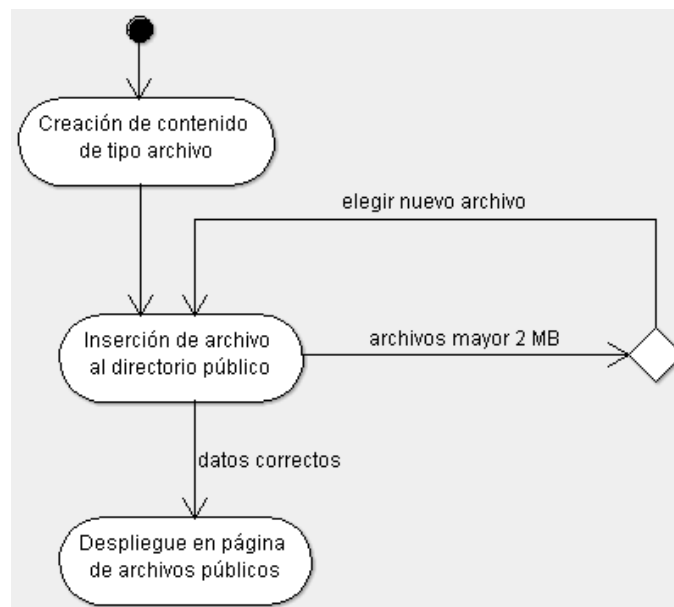 Creación de contenido
de tipo archivo
elegir nuevo archivo
Inserción de archivo
al directorio público
archivos mayor 2 MB
datos correctos
Despliegue en página
de archivos públicos